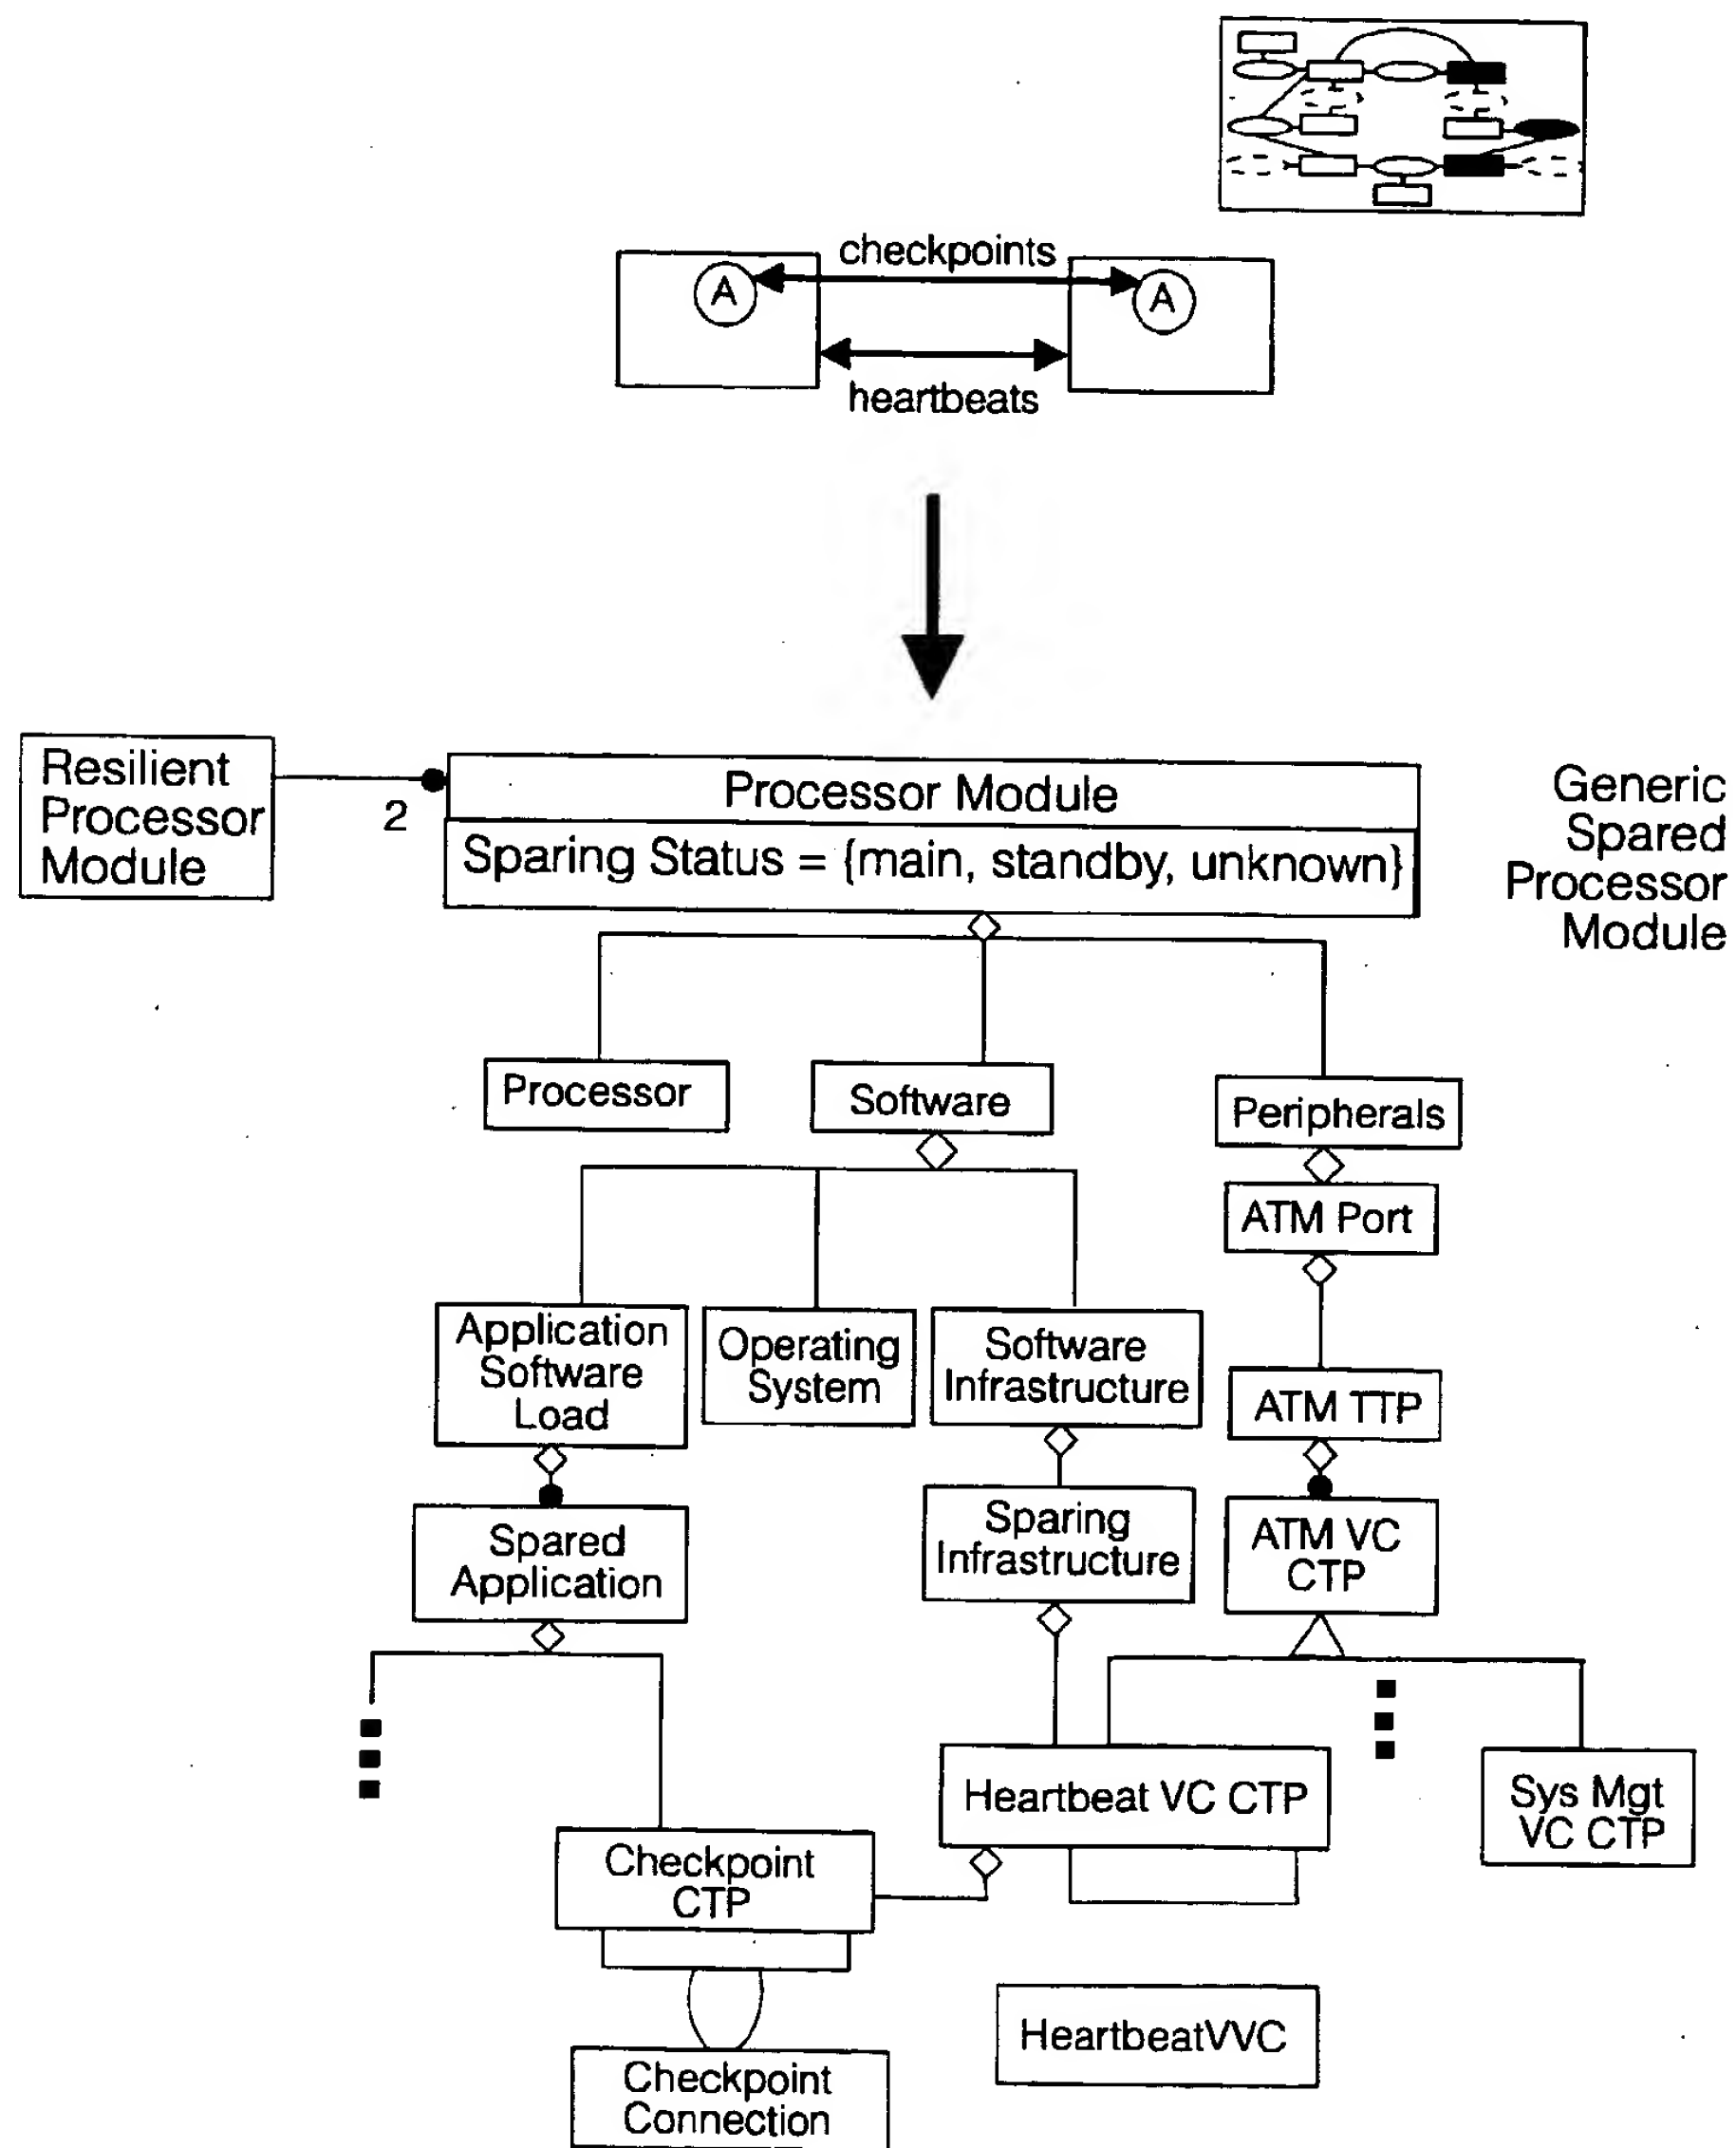 checkpoints
A
A
heartbeats
Resilient
Processor
Module
2
Processor Module
Sparing Status = {main, standby, unknown}
Generic
Spared
Processor
Module
Processor
Software
Peripherals
ATM Port
Application
Software
Load
Operating
System
Software
Infrastructure
ATM TTP
Spared
Application
Sparing
Infrastructure
ATM VC
CTP
Heartbeat VC CTP
Sys Mgt
VC CTP
Checkpoint
CTP
HeartbeatVVC
Checkpoint
Connection